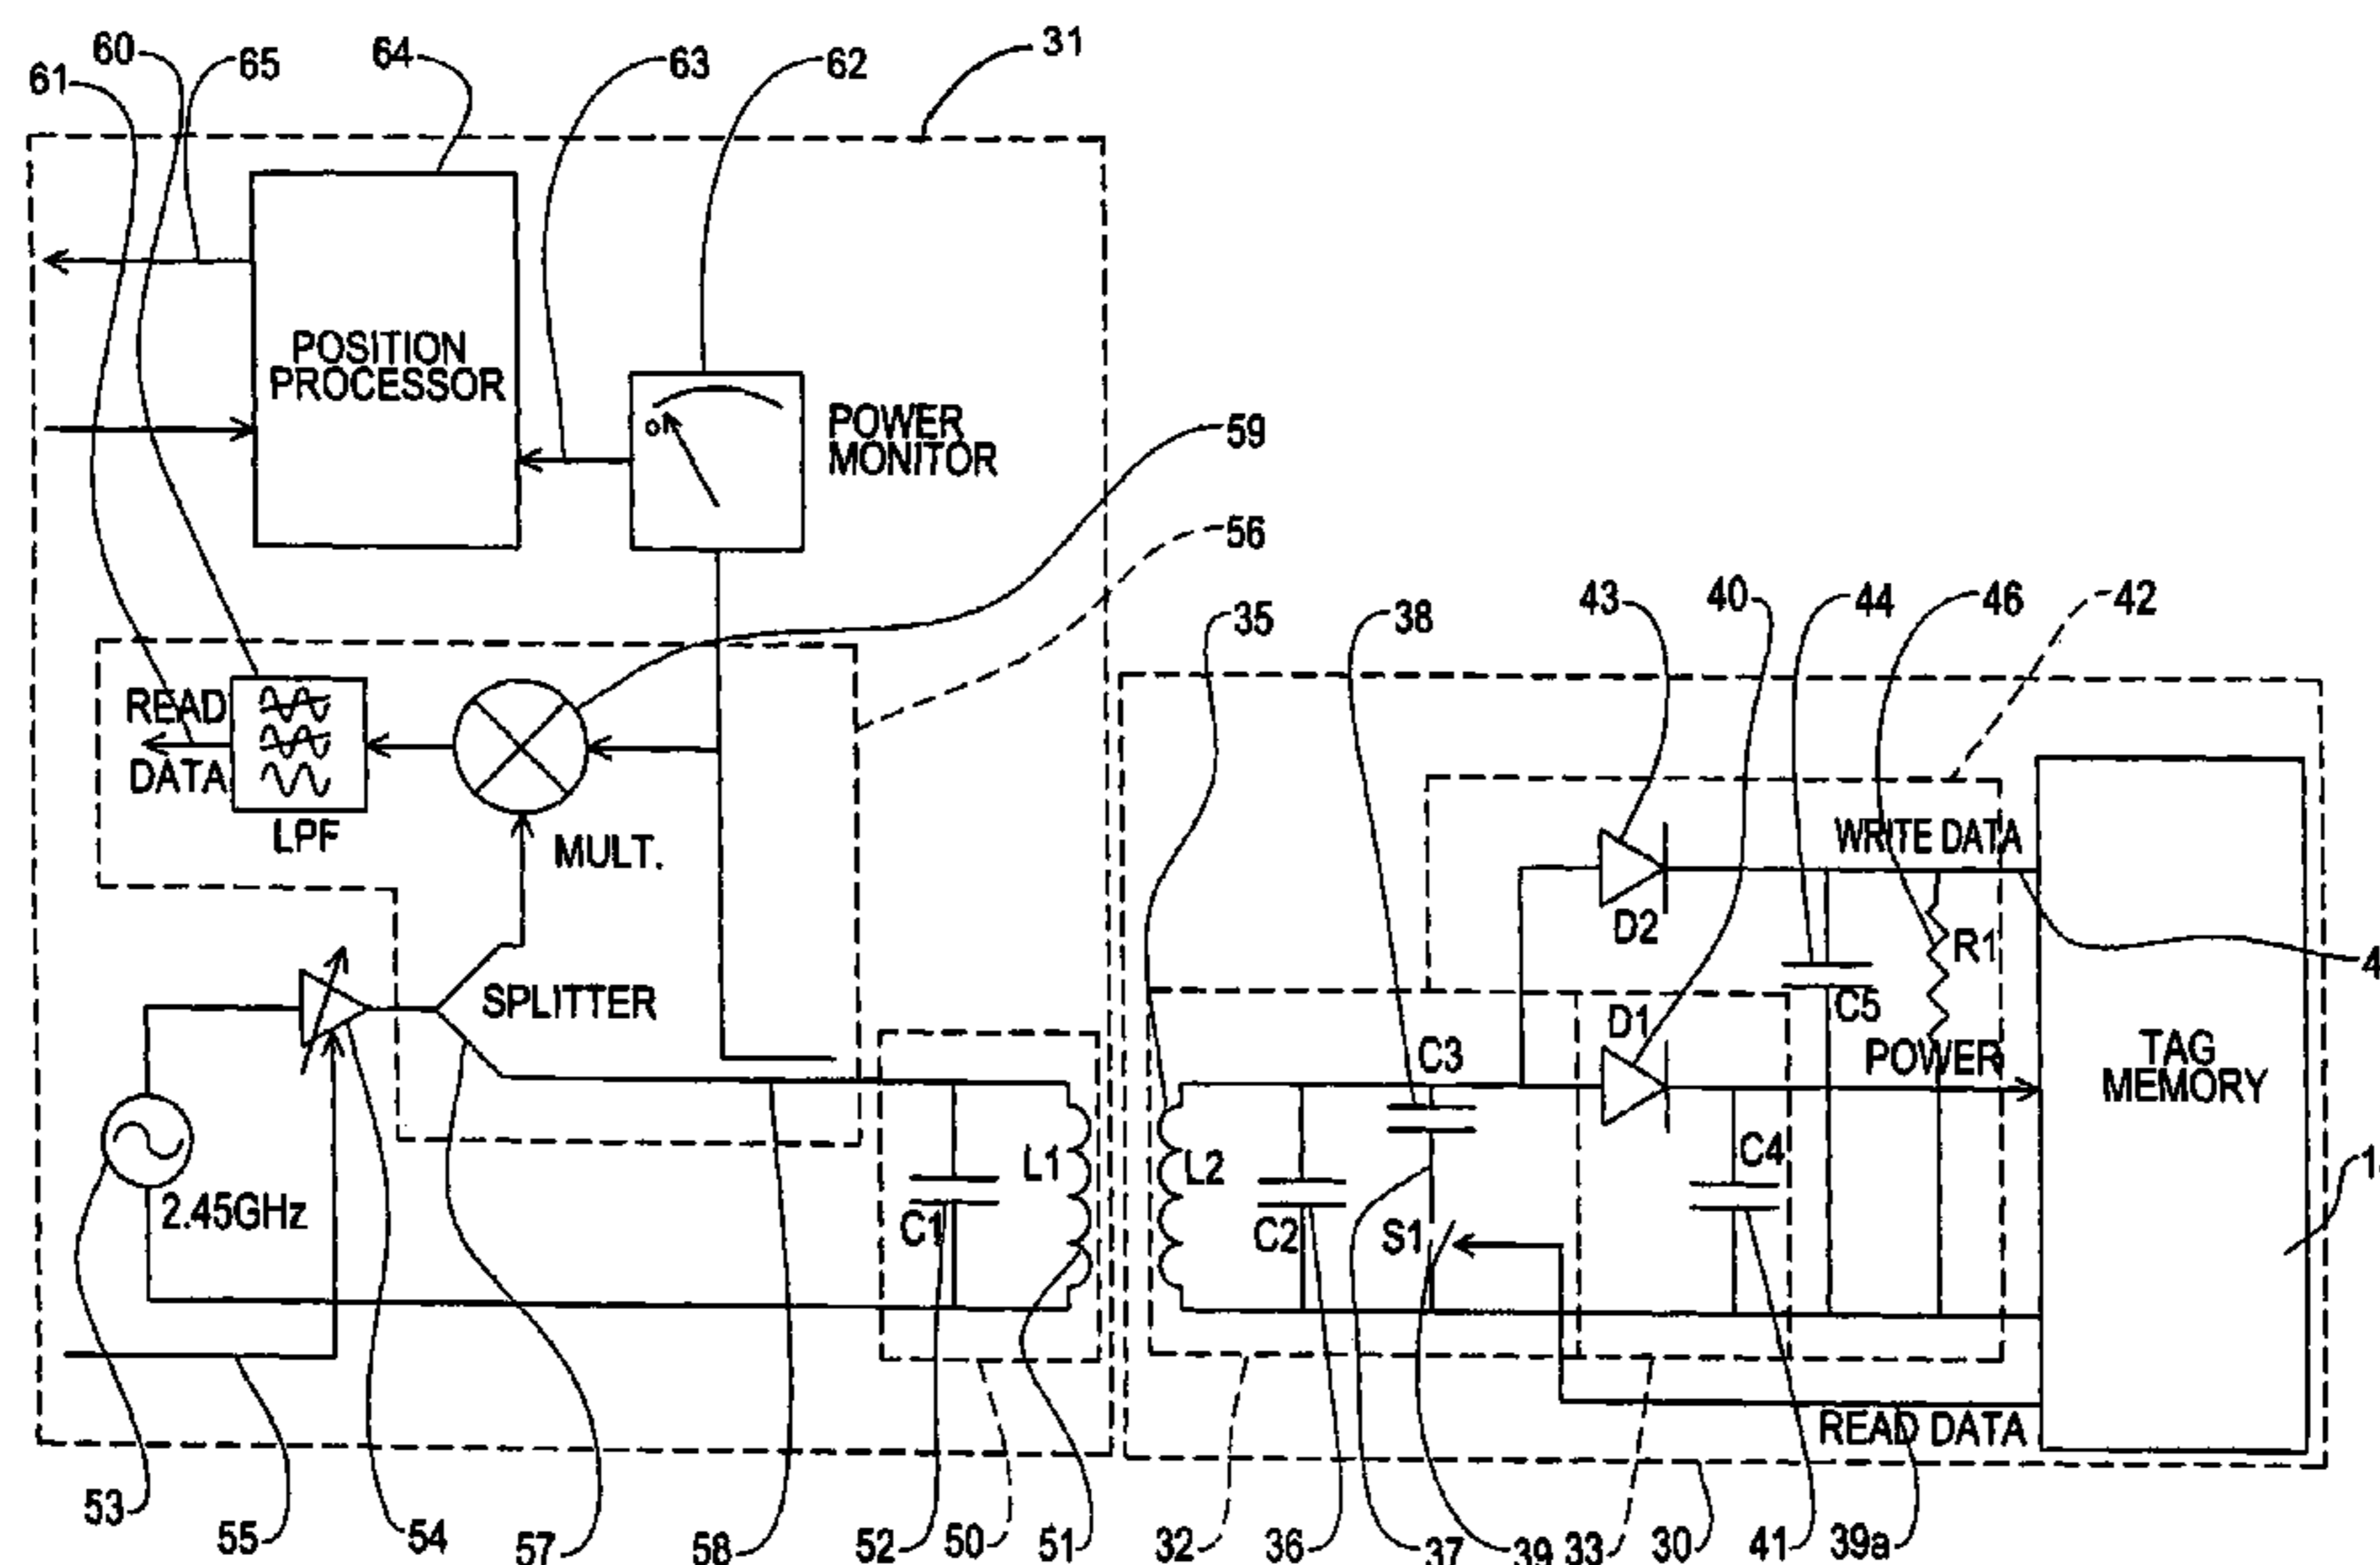 60
65
64
63
62
31
61
POSITION
PROCESSOR
POWER
MONITOR
59
56
35
38
43
40
44
46
42
READ
DATA
LPF
MULT.
WRITE DATA
D2
R1
SPLITTER
C5
D1
C3
POWER
TAG
MEMORY
C4
L1
L2
2.45GHz
C1
C2
S1
READ DATA
53
55
54
57
58
52
50
51
32
36
37
39
33
30
41
39a